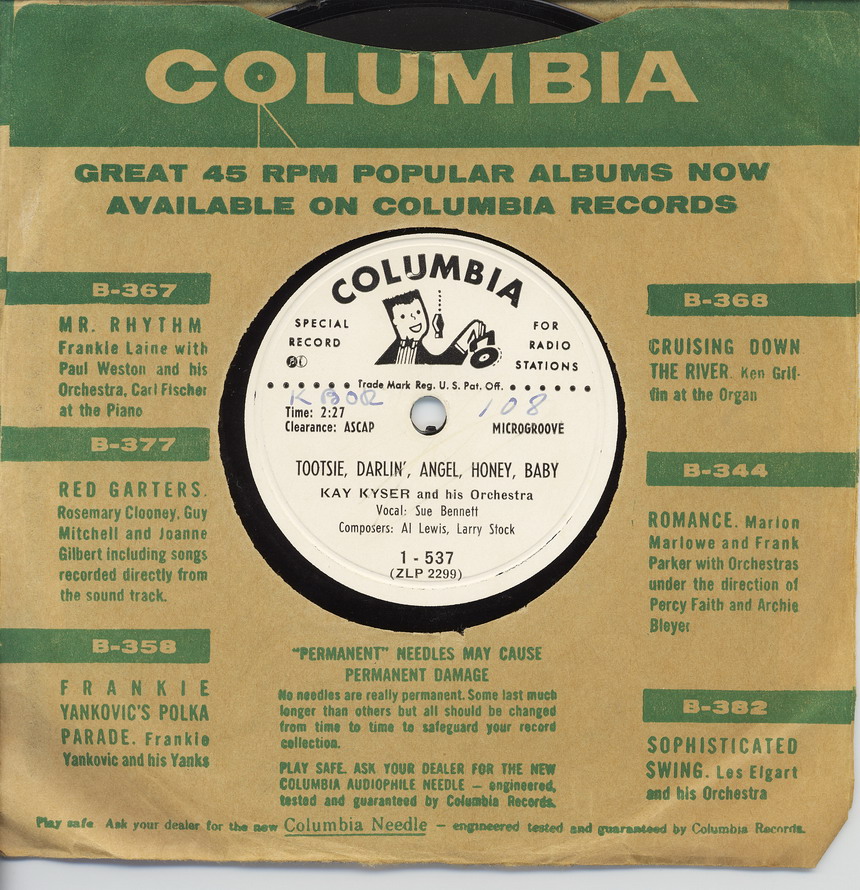 COLUMBIA
GREAT 45 RPM POPULAR ALBUMS NOW
AVAILABLE ON COLUMBIA RECORDS
B-367
MR. RHYTHM
Frankie Laine with
Paul Weston and his
Orchestra, Carl Fischer
at the Piano
B-377
RED GARTERS.
Rosemary Clooney, Guy
Mitchell and Joanne
Gilbert including songs
recorded directly from
the sound track.
B-358
FRANKIE
YANKOVIC'S POLKA
PARADE. Frankie
Yankovic and his Yanks
COLUMBIA
SPECIAL
RECORD
FOR
RADIO
STATIONS
Trade Mark Reg. U. S. Pat. Off.
KBOR
108
Time: 2:27
Clearance: ASCAP
MICROGROOVE
TOOTSIE, DARLIN', ANGEL, HONEY, BABY
KAY KYSER and his Orchestra
Vocal: Sue Bennett
Composers: Al Lewis, Larry Stock
1 - 537
(ZLP 2299)
"PERMANENT" NEEDLES MAY CAUSE
PERMANENT DAMAGE
No needles are really permanent. Some last much
longer than others but all should be changed
from time to time to safeguard your record
collection.
PLAY SAFE. ASK YOUR DEALER FOR THE NEW
COLUMBIA AUDIOPHILE NEEDLE — engineered,
tested and guaranteed by Columbia Records.
B-368
CRUISING DOWN
THE RIVER. Ken Grif-
fin at the Organ
B-344
ROMANCE. Marion
Marlowe and Frank
Parker with Orchestras
under the direction of
Percy Faith and Archie
Bleyer
B-382
SOPHISTICATED
SWING. Les Elgart
and his Orchestra
Play safe Ask your dealer for the new Columbia Needle — engineered tested and guaranteed by Columbia Records.